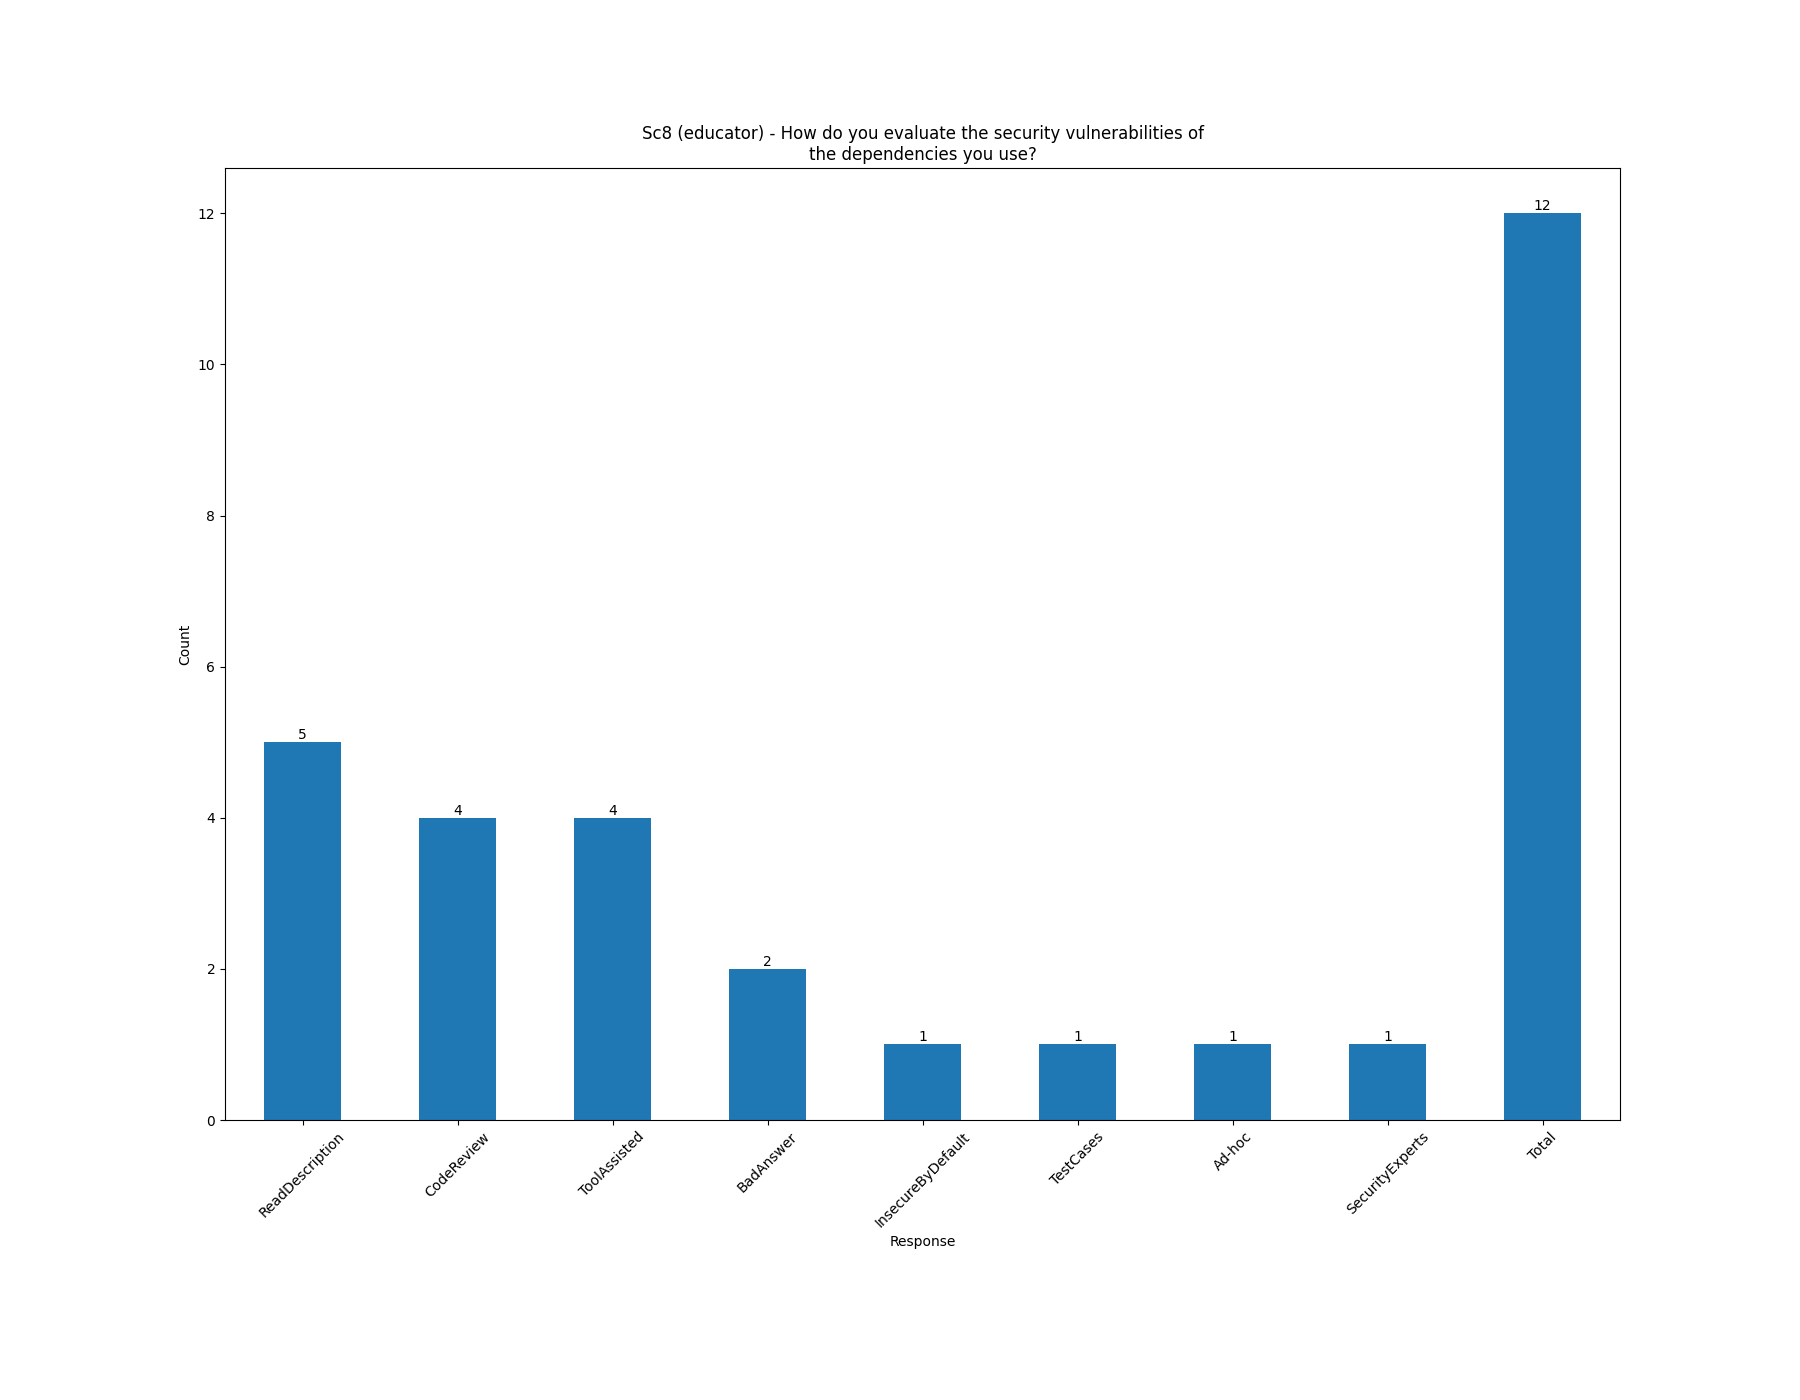 Sc8 (educator) - How do you evaluate the security vulnerabilities of
the dependencies you use?
12
10
8
6
4
2
0
Count
5
4
4
2
1
1
1
1
12
ReadDescription
CodeReview
ToolAssisted
BadAnswer
InsecureByDefault
TestCases
Ad-hoc
SecurityExperts
Total
Response